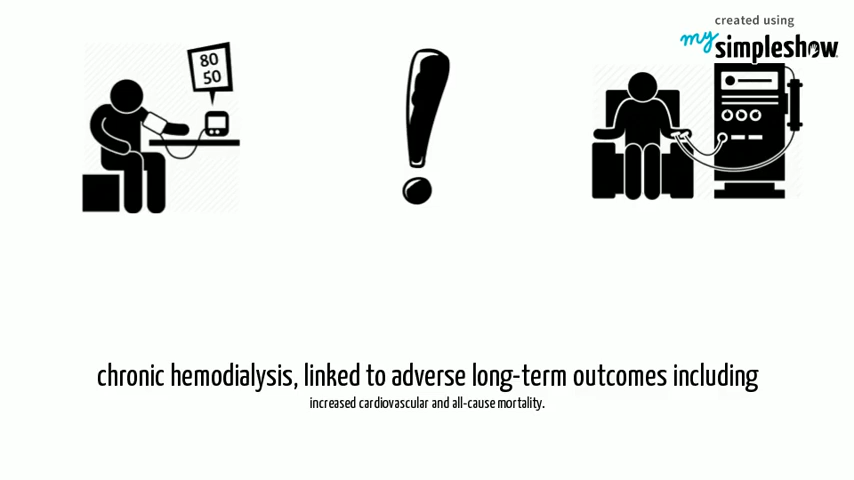 created using
my simpleshow
80
50
chronic hemodialysis, linked to adverse long-term outcomes including
increased cardiovascular and all-cause mortality.